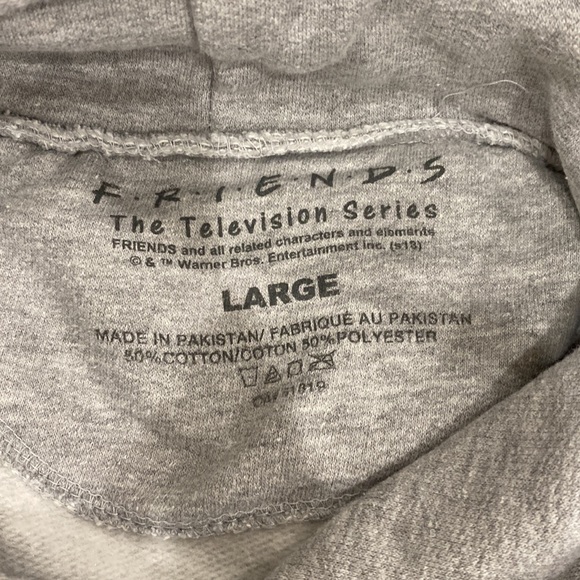 F·R·I·E·N·D·S
The Television Series
FRIENDS and all related characters and elements
© & ™ Warner Bros. Entertainment Inc. (s18)
LARGE
MADE IN PAKISTAN/ FABRIQUÉ AU PAKISTAN
50%COTTON/COTON 50%POLYESTER